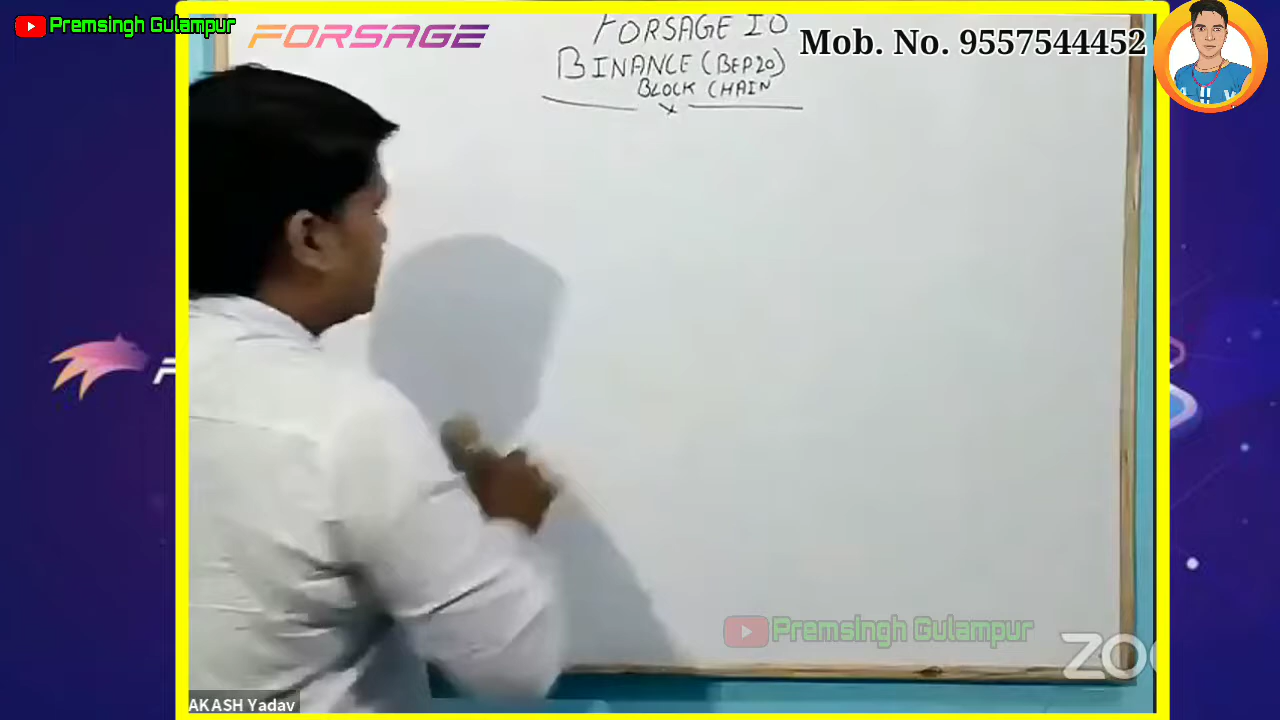 Premsingh Gulampur
FORSAGE
FORSAGE IO
BINANCE (BEP20)
BLOCK CHAIN
Mob. No. 9557544452
Premsingh Gulampur
AKASH Yadav